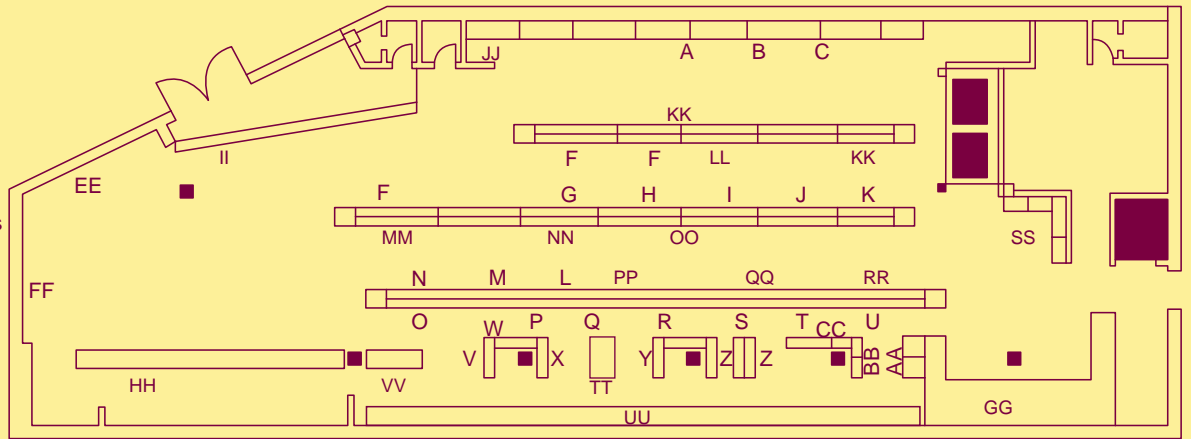 JJ A B C
KK
F F LL KK
II
EE F G H I J K
MM NN OO SS
s
FF N M L PP QQ RR
O W P Q R S T CC U
V X Y Z Z BB AA
HH VV TT
UU GG